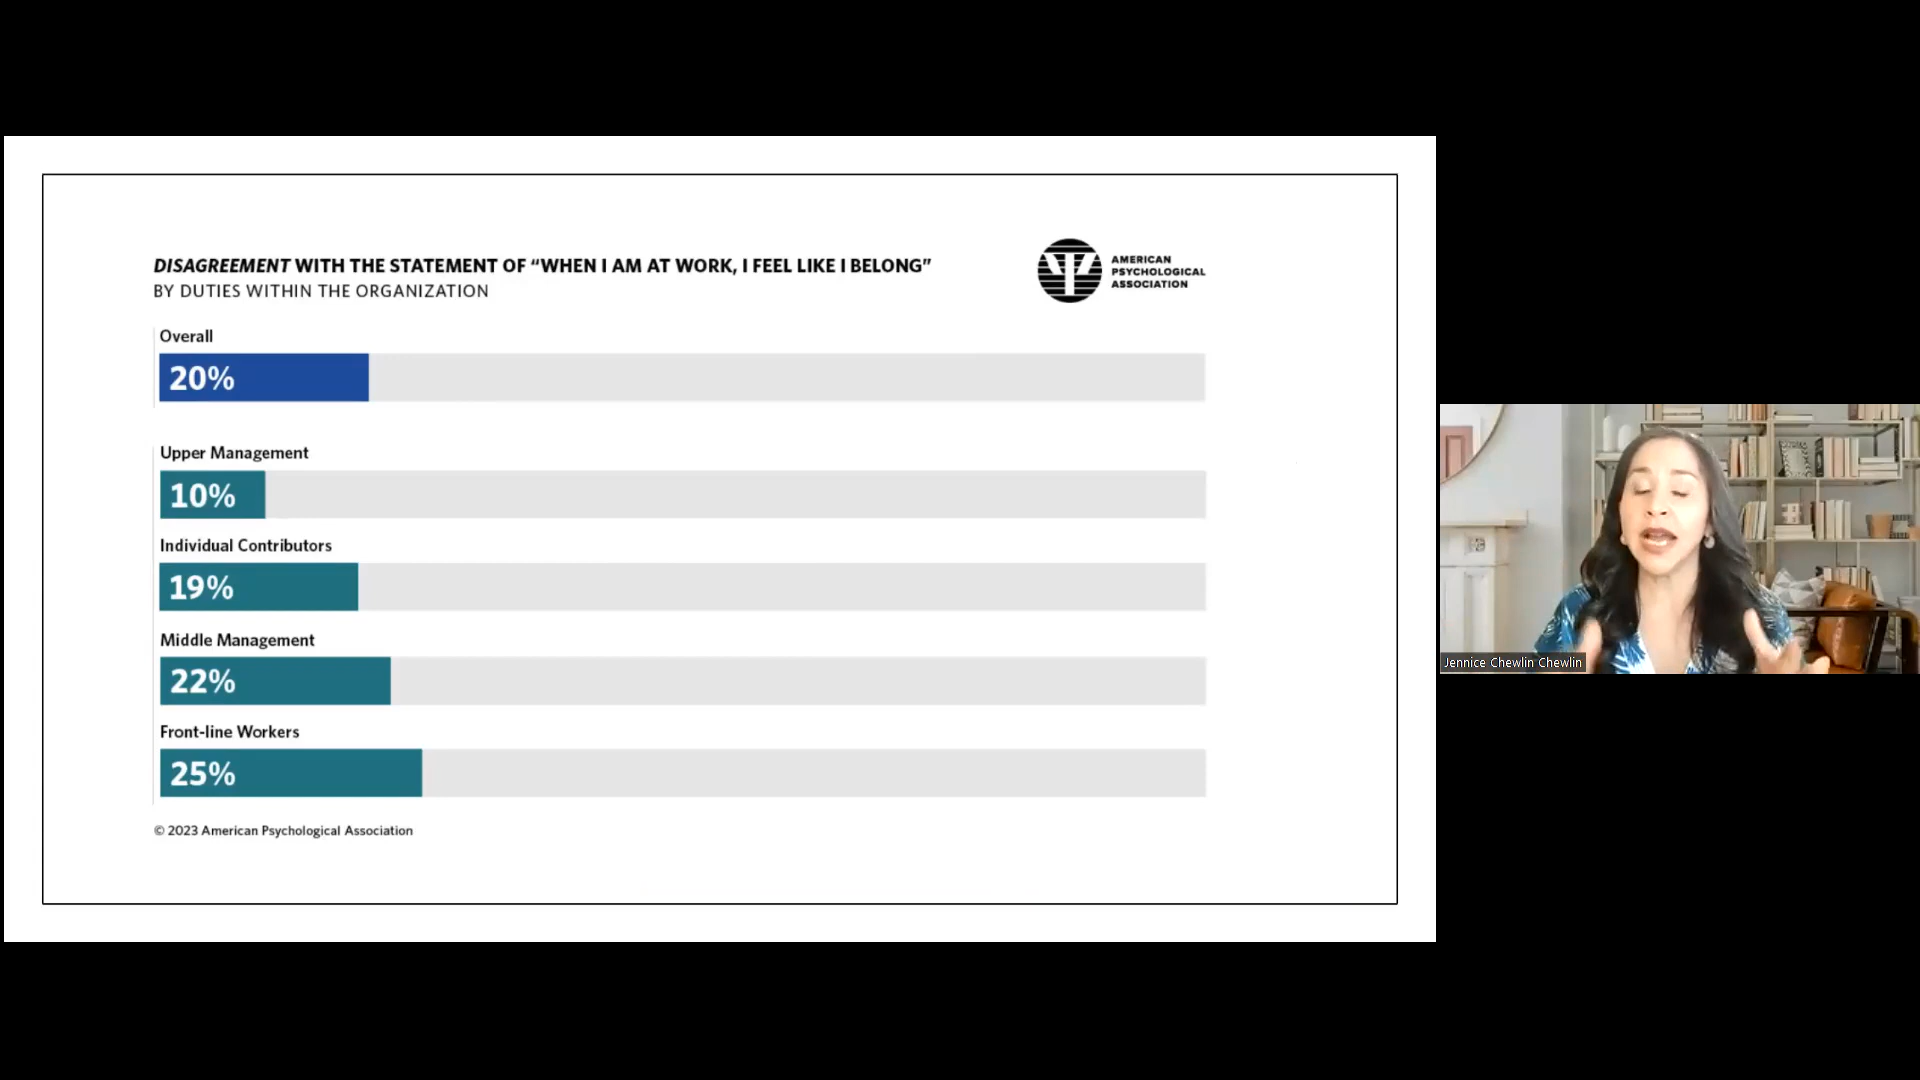 DISAGREEMENT WITH THE STATEMENT OF “WHEN I AM AT WORK, I FEEL LIKE I BELONG”
BY DUTIES WITHIN THE ORGANIZATION
AMERICAN
PSYCHOLOGICAL
ASSOCIATION
Overall
20%
Upper Management
10%
Individual Contributors
19%
Middle Management
22%
Front-line Workers
25%
© 2023 American Psychological Association
Jennice Chewlin Chewlin